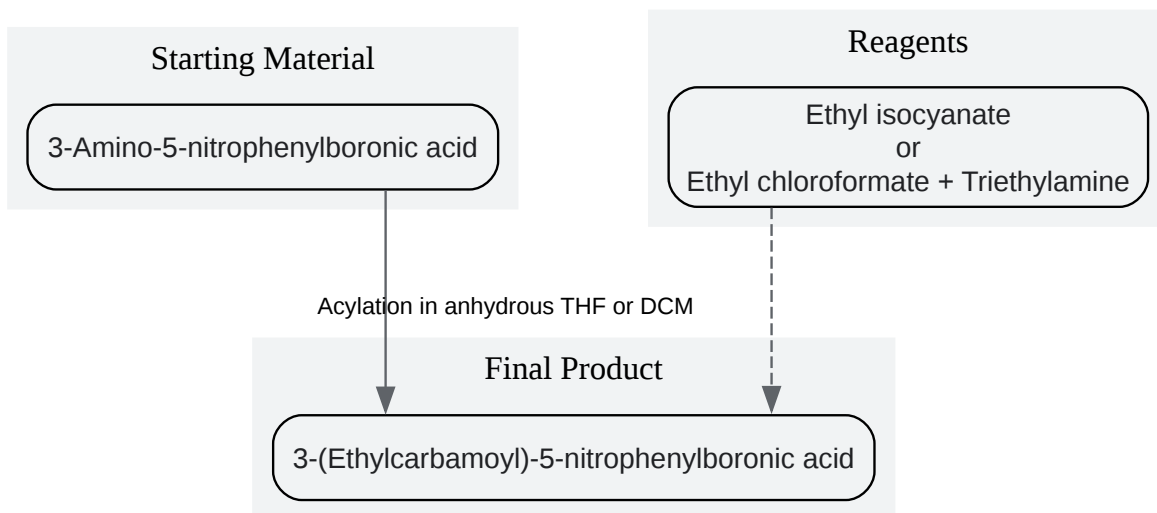 Starting Material
3-Amino-5-nitrophenylboronic acid
Reagents
Ethyl isocyanate
or
Ethyl chloroformate + Triethylamine
Acylation in anhydrous THF or DCM
Final Product
3-(Ethylcarbamoyl)-5-nitrophenylboronic acid